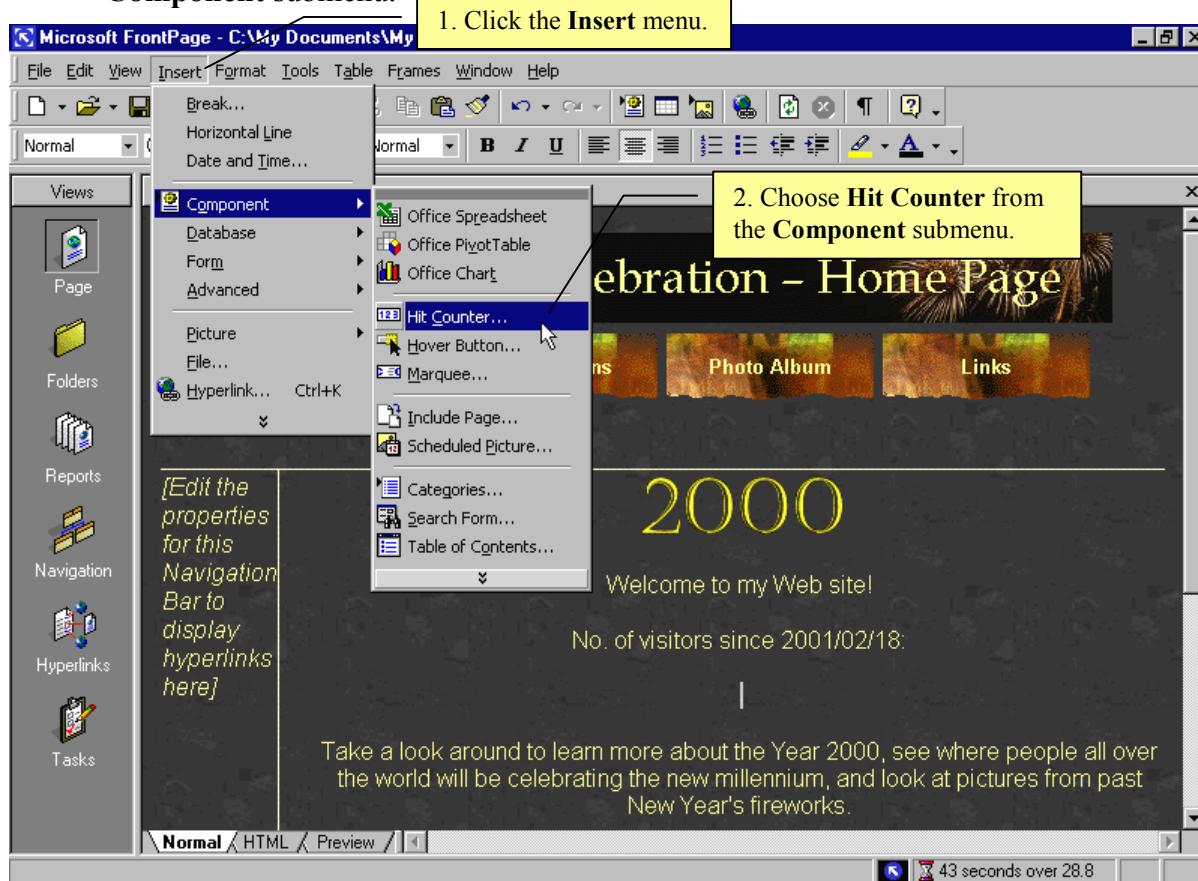 Component submenu.
1. Click the Insert menu.
Microsoft FrontPage - C:\My Documents\My
File Edit View Insert Format Tools Table Frames Window Help
Normal
Normal
B I U
A
Break...
Horizontal Line
Date and Time...
Component
Database
Form
Advanced
Picture
File...
Hyperlink... Ctrl+K
Office Spreadsheet
Office PivotTable
Office Chart
Hit Counter...
Hover Button...
Marquee...
Include Page...
Scheduled Picture...
Categories...
Search Form...
Table of Contents...
2. Choose Hit Counter from
the Component submenu.
Views
Page
Folders
Reports
Navigation
Hyperlinks
Tasks
ebration – Home Page
ns
Photo Album
Links
[Edit the
properties
for this
Navigation
Bar to
display
hyperlinks
here]
2000
Welcome to my Web site!
No. of visitors since 2001/02/18:
Take a look around to learn more about the Year 2000, see where people all over
the world will be celebrating the new millennium, and look at pictures from past
New Year's fireworks.
Normal HTML Preview
43 seconds over 28.8